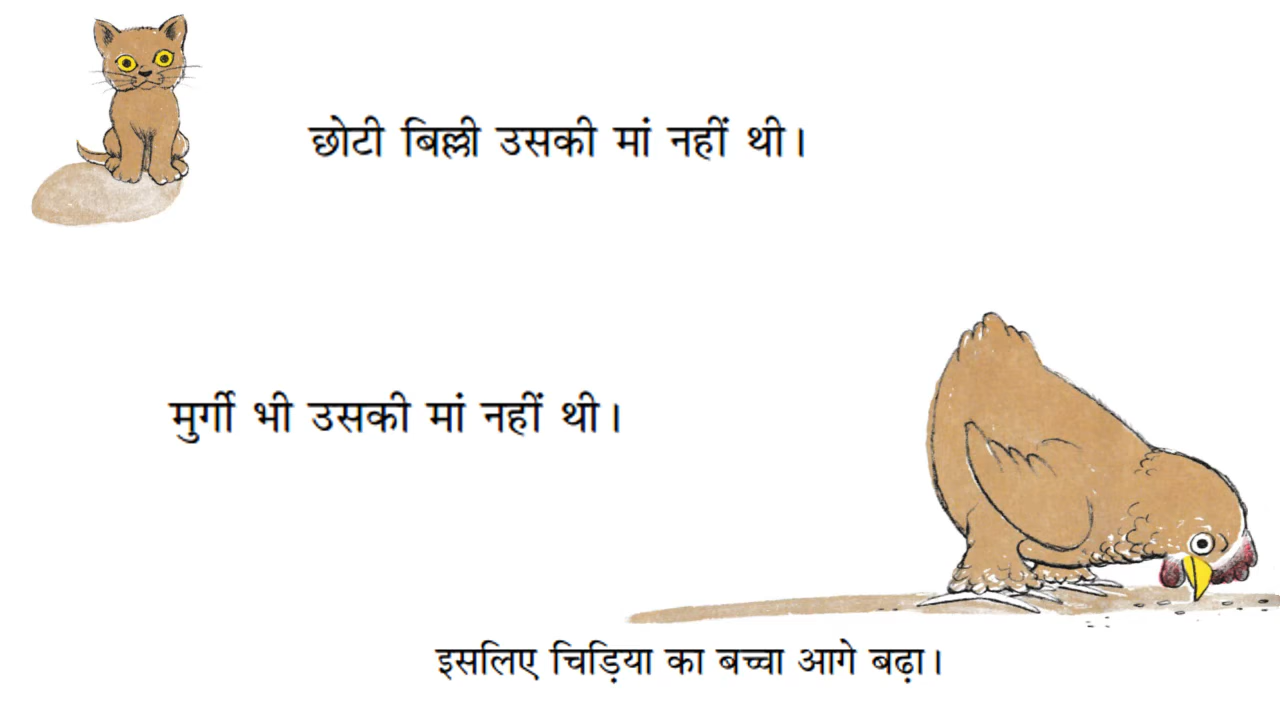 छोटी बिल्ली उसकी मां नहीं थी।
मुर्गी भी उसकी मां नहीं थी।
इसलिए चिड़िया का बच्चा आगे बढ़ा।